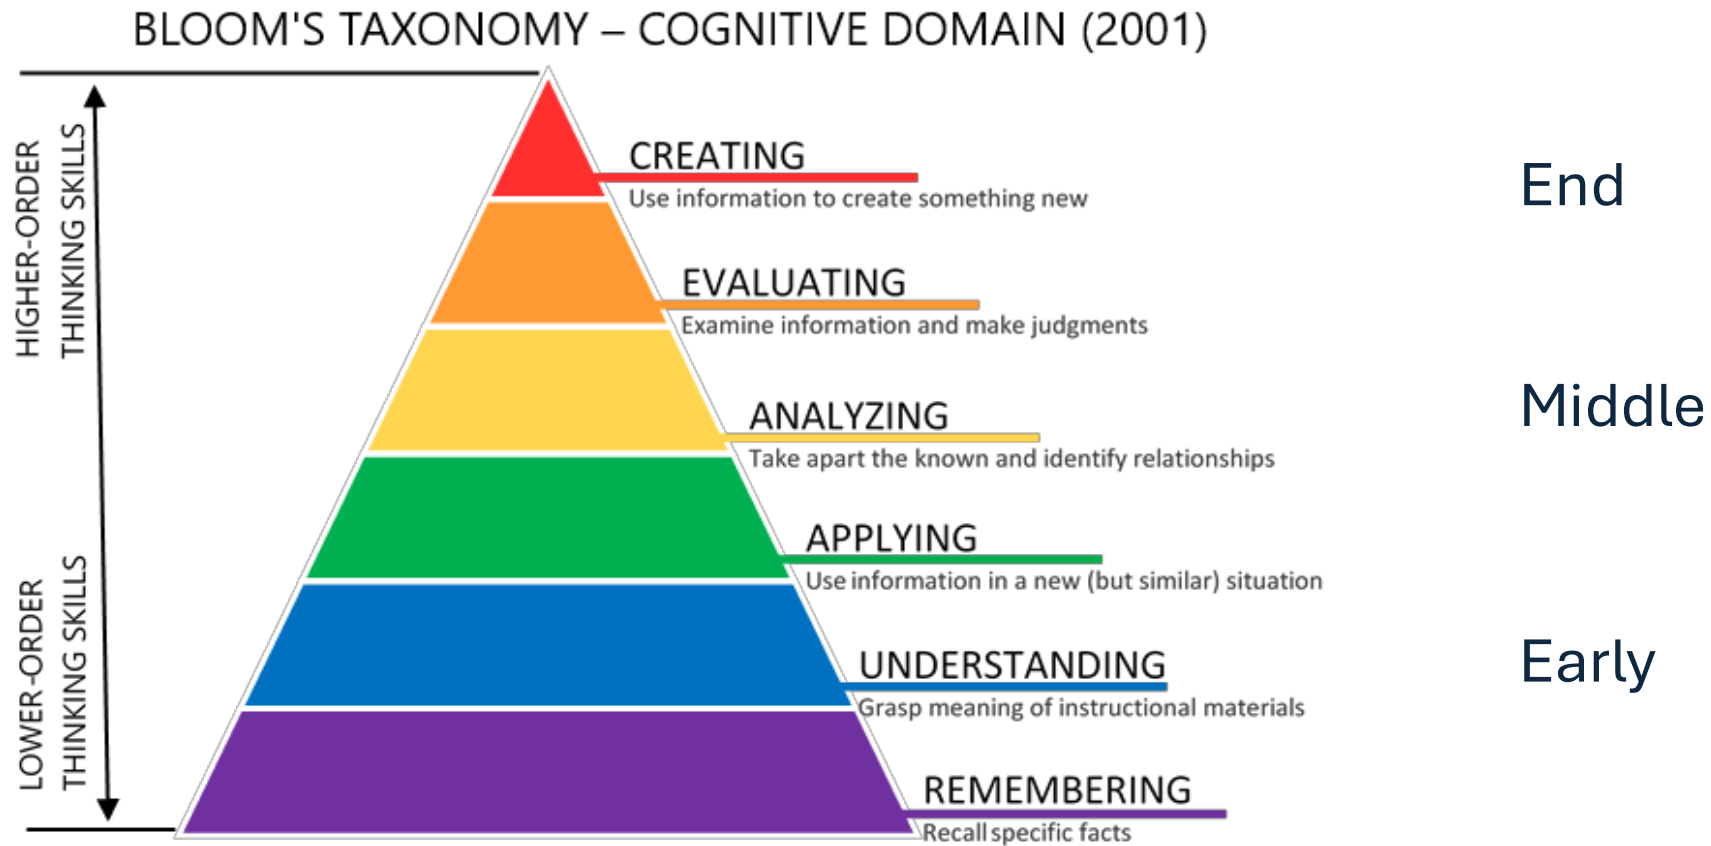 BLOOM'S TAXONOMY – COGNITIVE DOMAIN (2001)
HIGHER-ORDER
THINKING SKILLS
CREATING
Use information to create something new
End
EVALUATING
Examine information and make judgments
ANALYZING
Take apart the known and identify relationships
Middle
APPLYING
Use information in a new (but similar) situation
LOWER-ORDER
THINKING SKILLS
UNDERSTANDING
Grasp meaning of instructional materials
Early
REMEMBERING
Recall specific facts